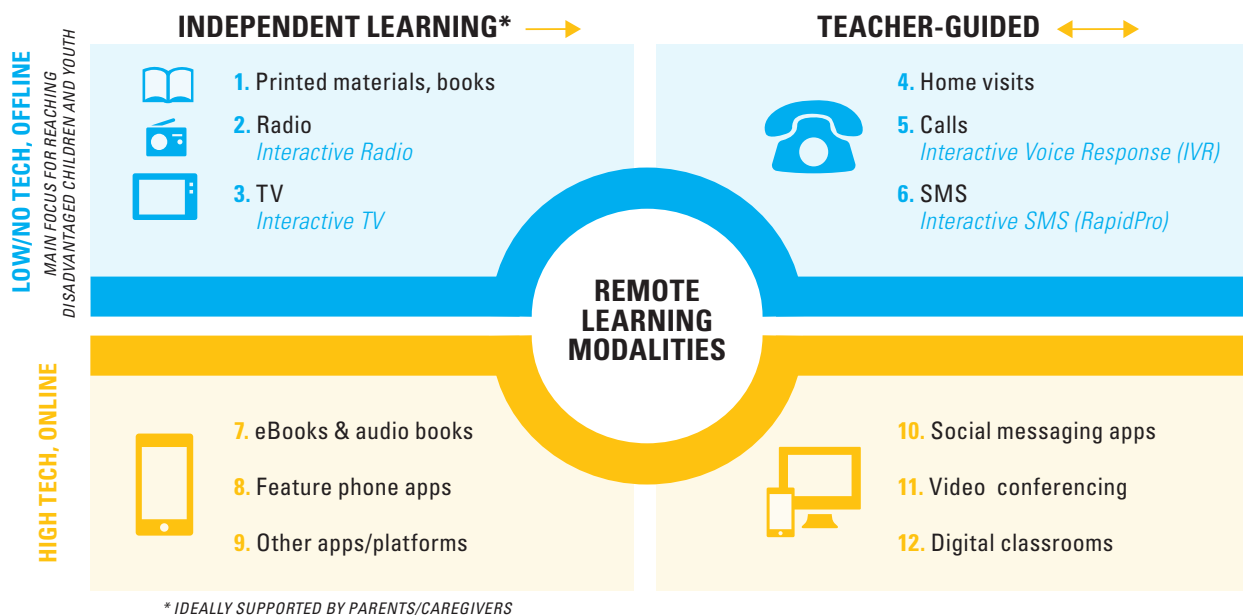 INDEPENDENT LEARNING*
TEACHER-GUIDED
LOW/NO TECH, OFFLINE
MAIN FOCUS FOR REACHING
DISADVANTAGED CHILDREN AND YOUTH
1. Printed materials, books
2. Radio
Interactive Radio
3. TV
Interactive TV
4. Home visits
5. Calls
Interactive Voice Response (IVR)
6. SMS
Interactive SMS (RapidPro)
REMOTE
LEARNING
MODALITIES
HIGH TECH, ONLINE
7. eBooks & audio books
8. Feature phone apps
9. Other apps/platforms
10. Social messaging apps
11. Video conferencing
12. Digital classrooms
* IDEALLY SUPPORTED BY PARENTS/CAREGIVERS